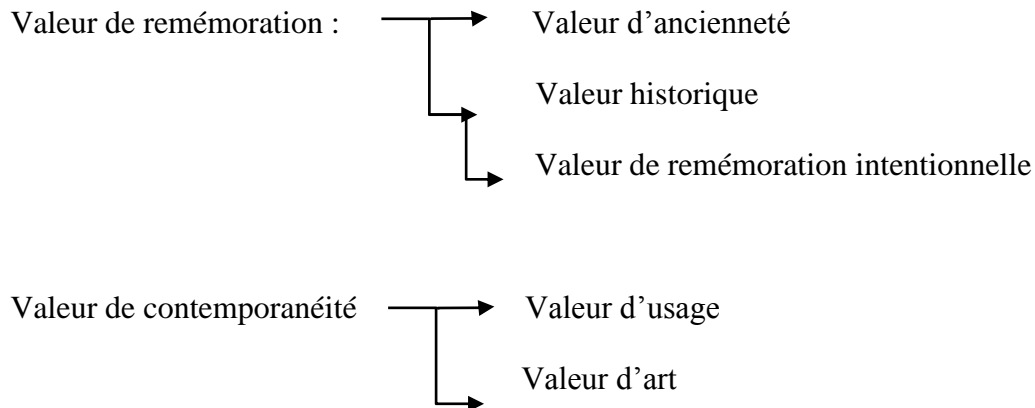 Valeur de remémoration : Valeur d’ancienneté
Valeur historique
Valeur de remémoration intentionnelle
Valeur de contemporanéité Valeur d’usage
Valeur d’art